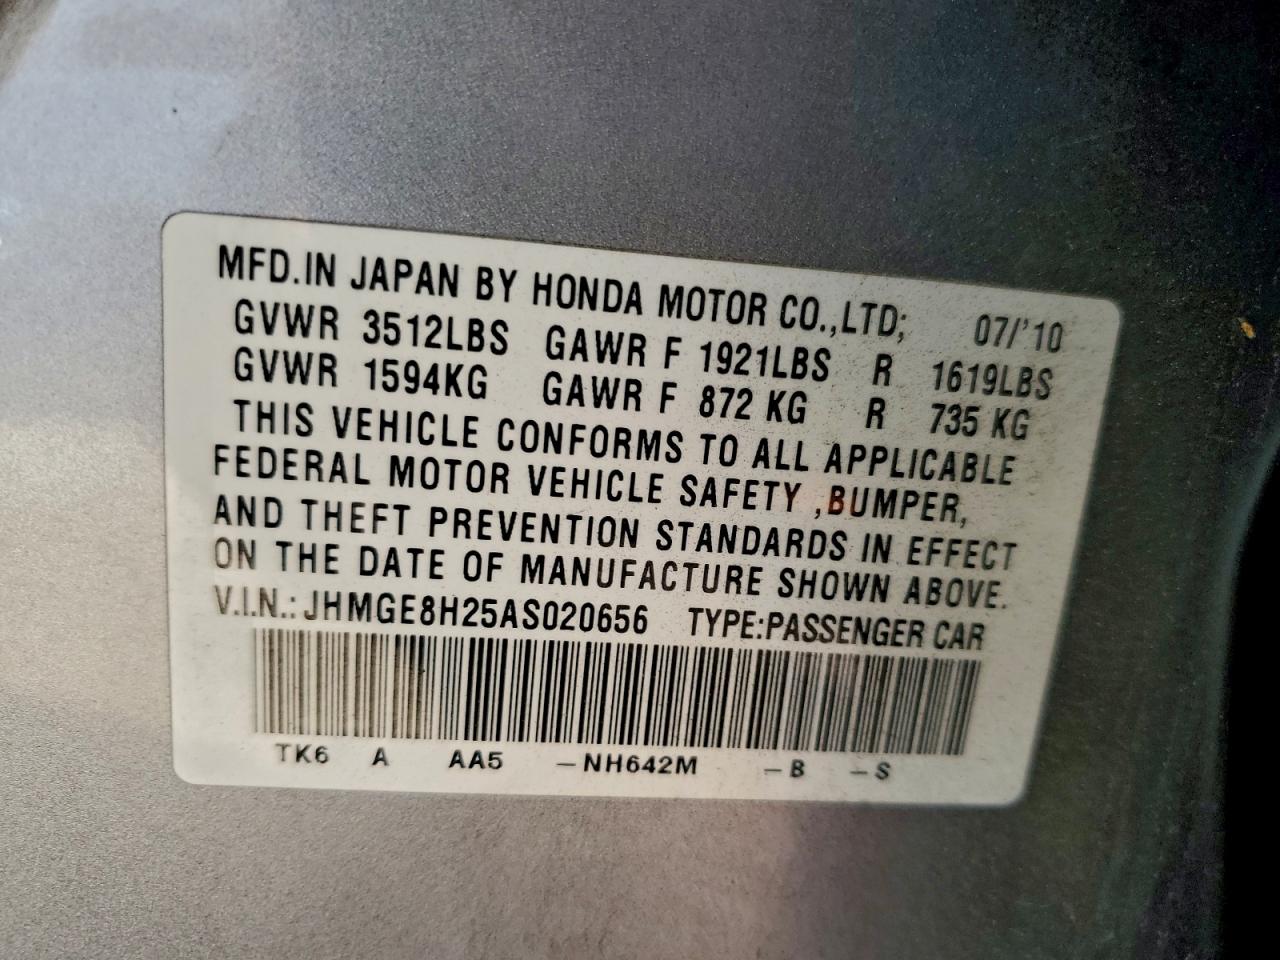 MFD.IN JAPAN BY HONDA MOTOR CO.,LTD; 07/'10
GVWR 3512LBS GAWR F 1921LBS R 1619LBS
GVWR 1594KG GAWR F 872 KG R 735 KG
THIS VEHICLE CONFORMS TO ALL APPLICABLE
FEDERAL MOTOR VEHICLE SAFETY ,BUMPER,
AND THEFT PREVENTION STANDARDS IN EFFECT
ON THE DATE OF MANUFACTURE SHOWN ABOVE.
V.I.N.: JHMGE8H25AS020656 TYPE:PASSENGER CAR
TK6 A AA5 –NH642M –B –S